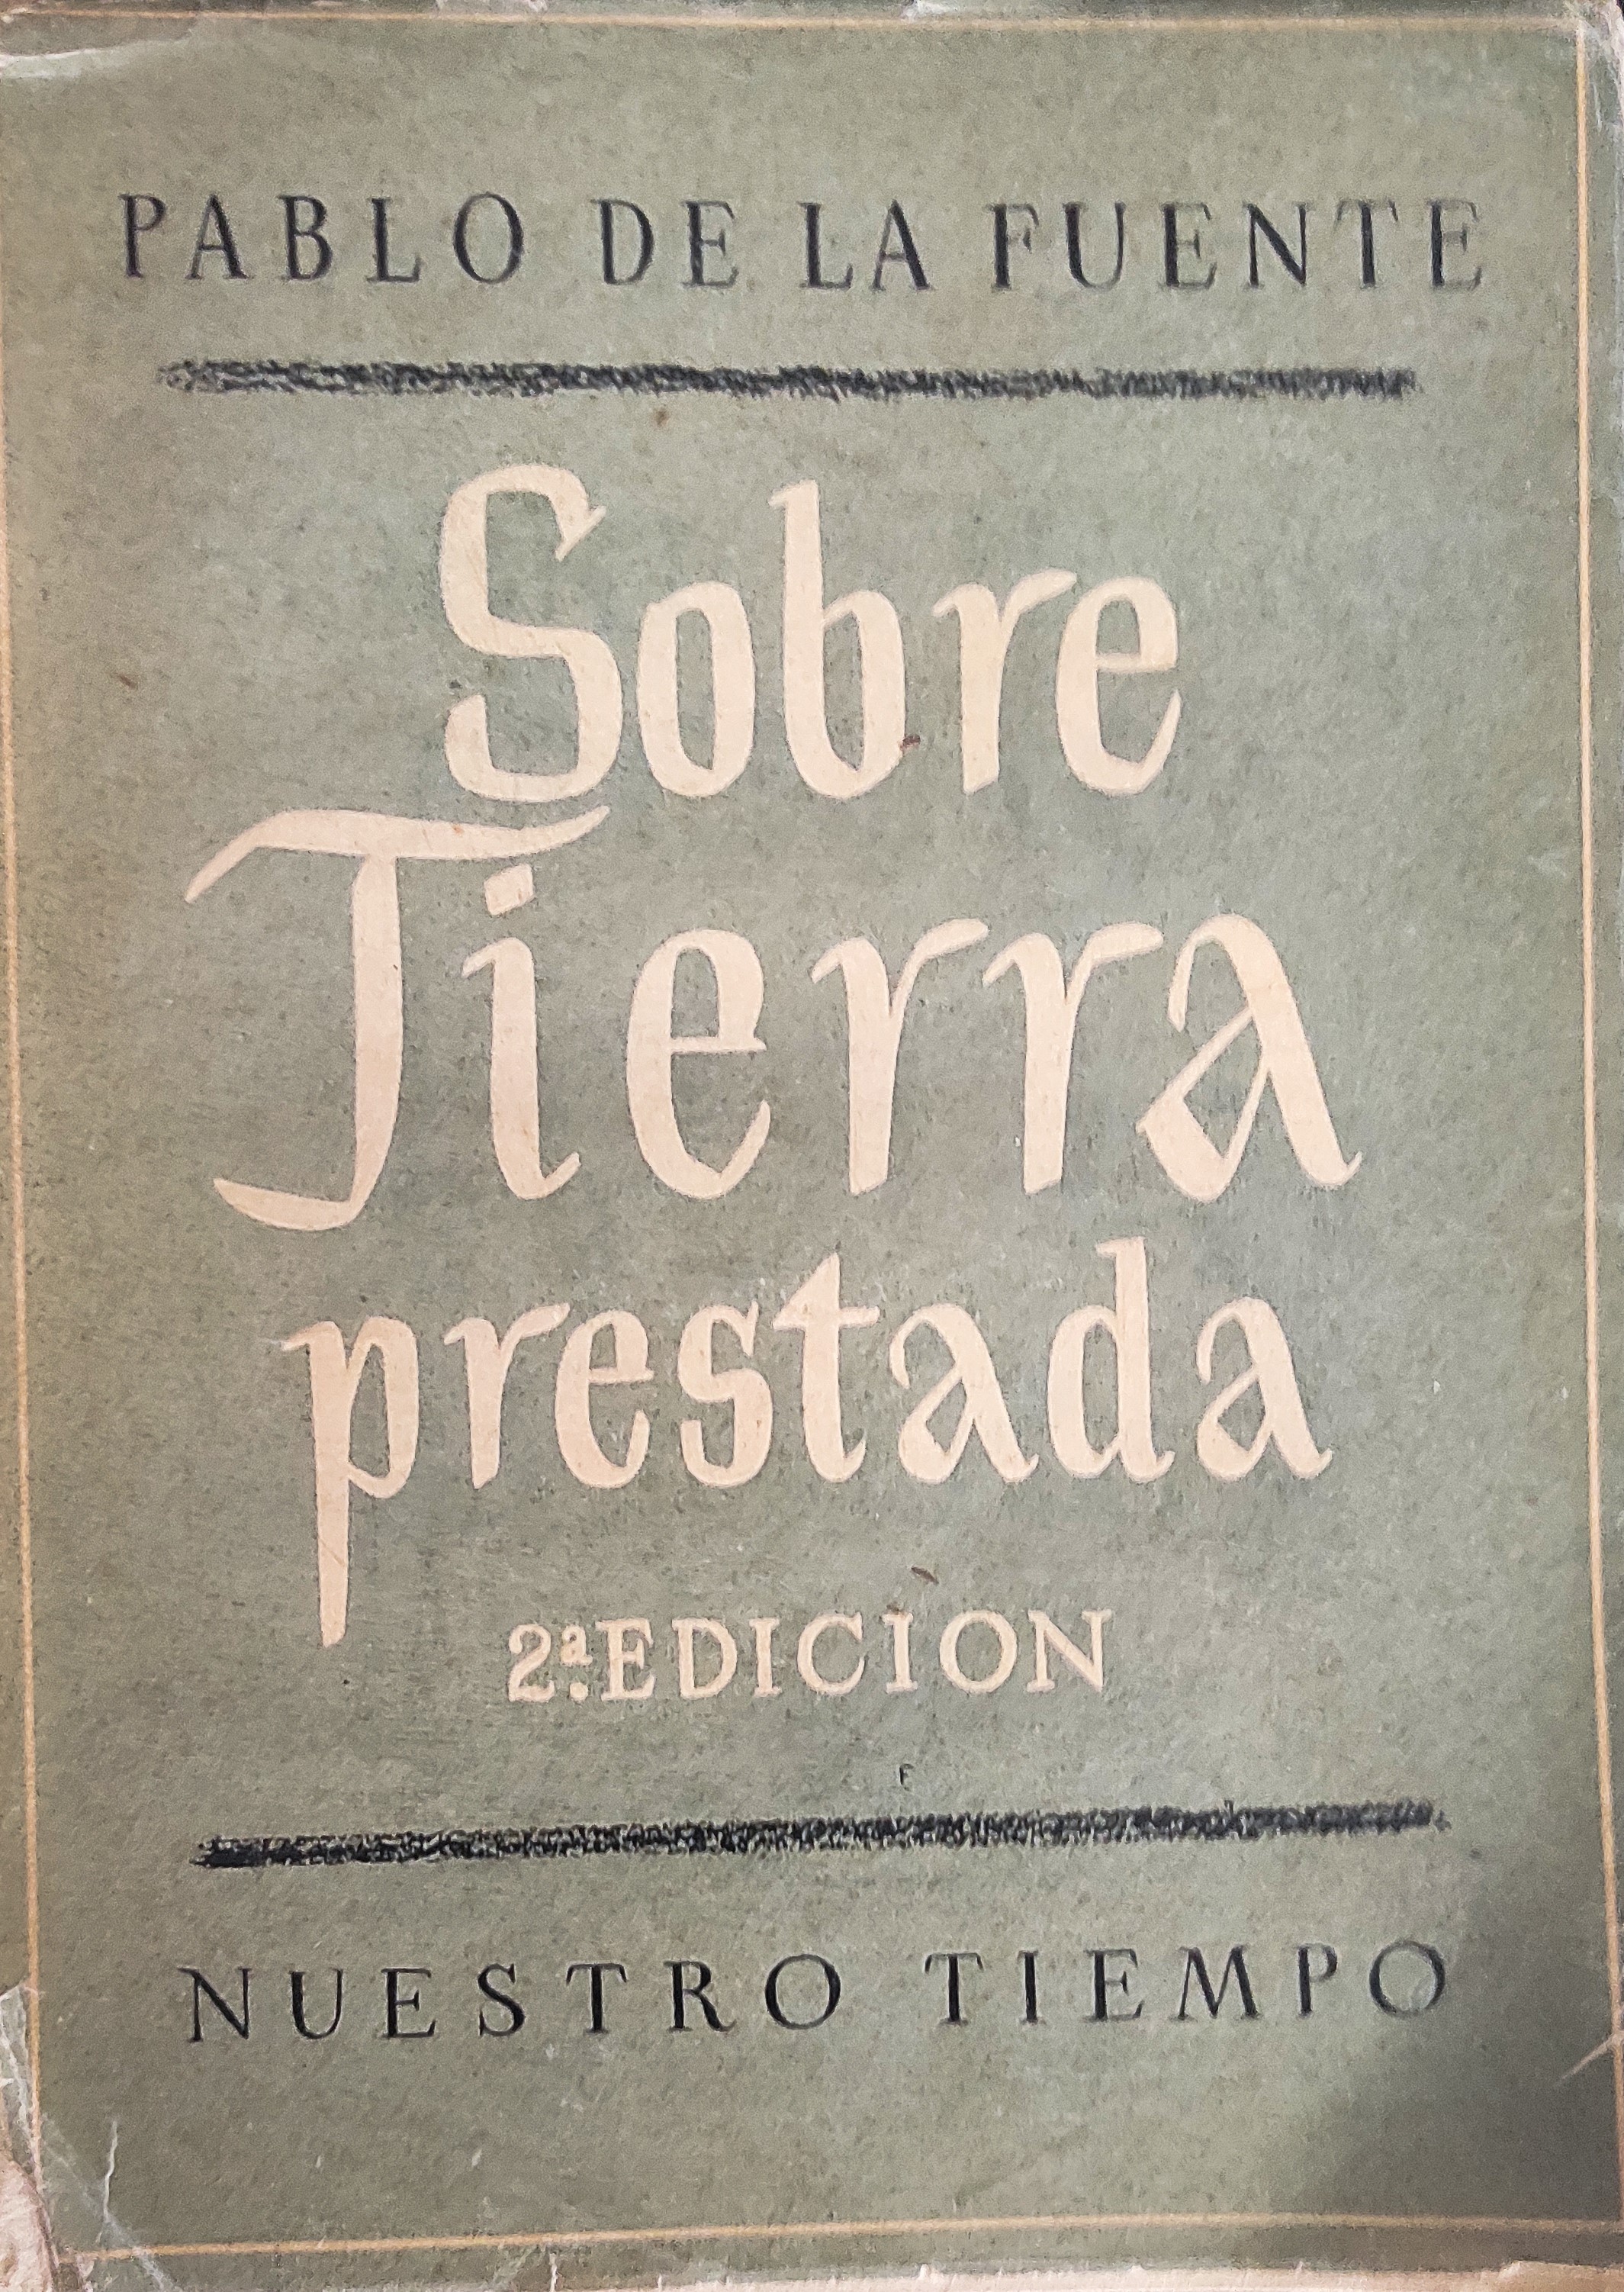 PABLO DE LA FUENTE
Sobre
Tierra
prestada
2ª. EDICION
F
NUESTRO TIEMPO